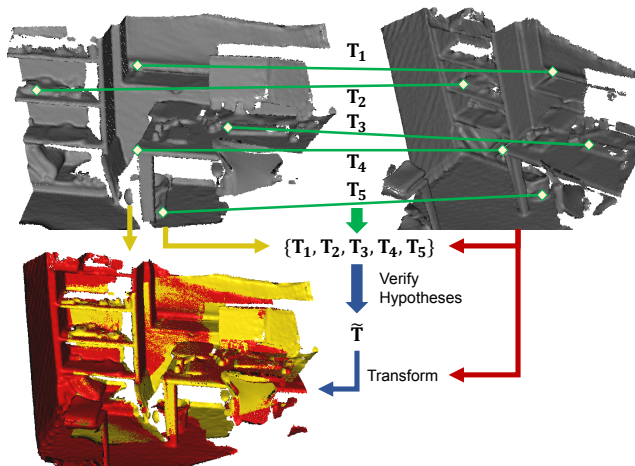 T₁
T₂
T₃
T₄
T₅
{T₁, T₂, T₃, T₄, T₅}
Verify
Hypotheses
T̃
Transform